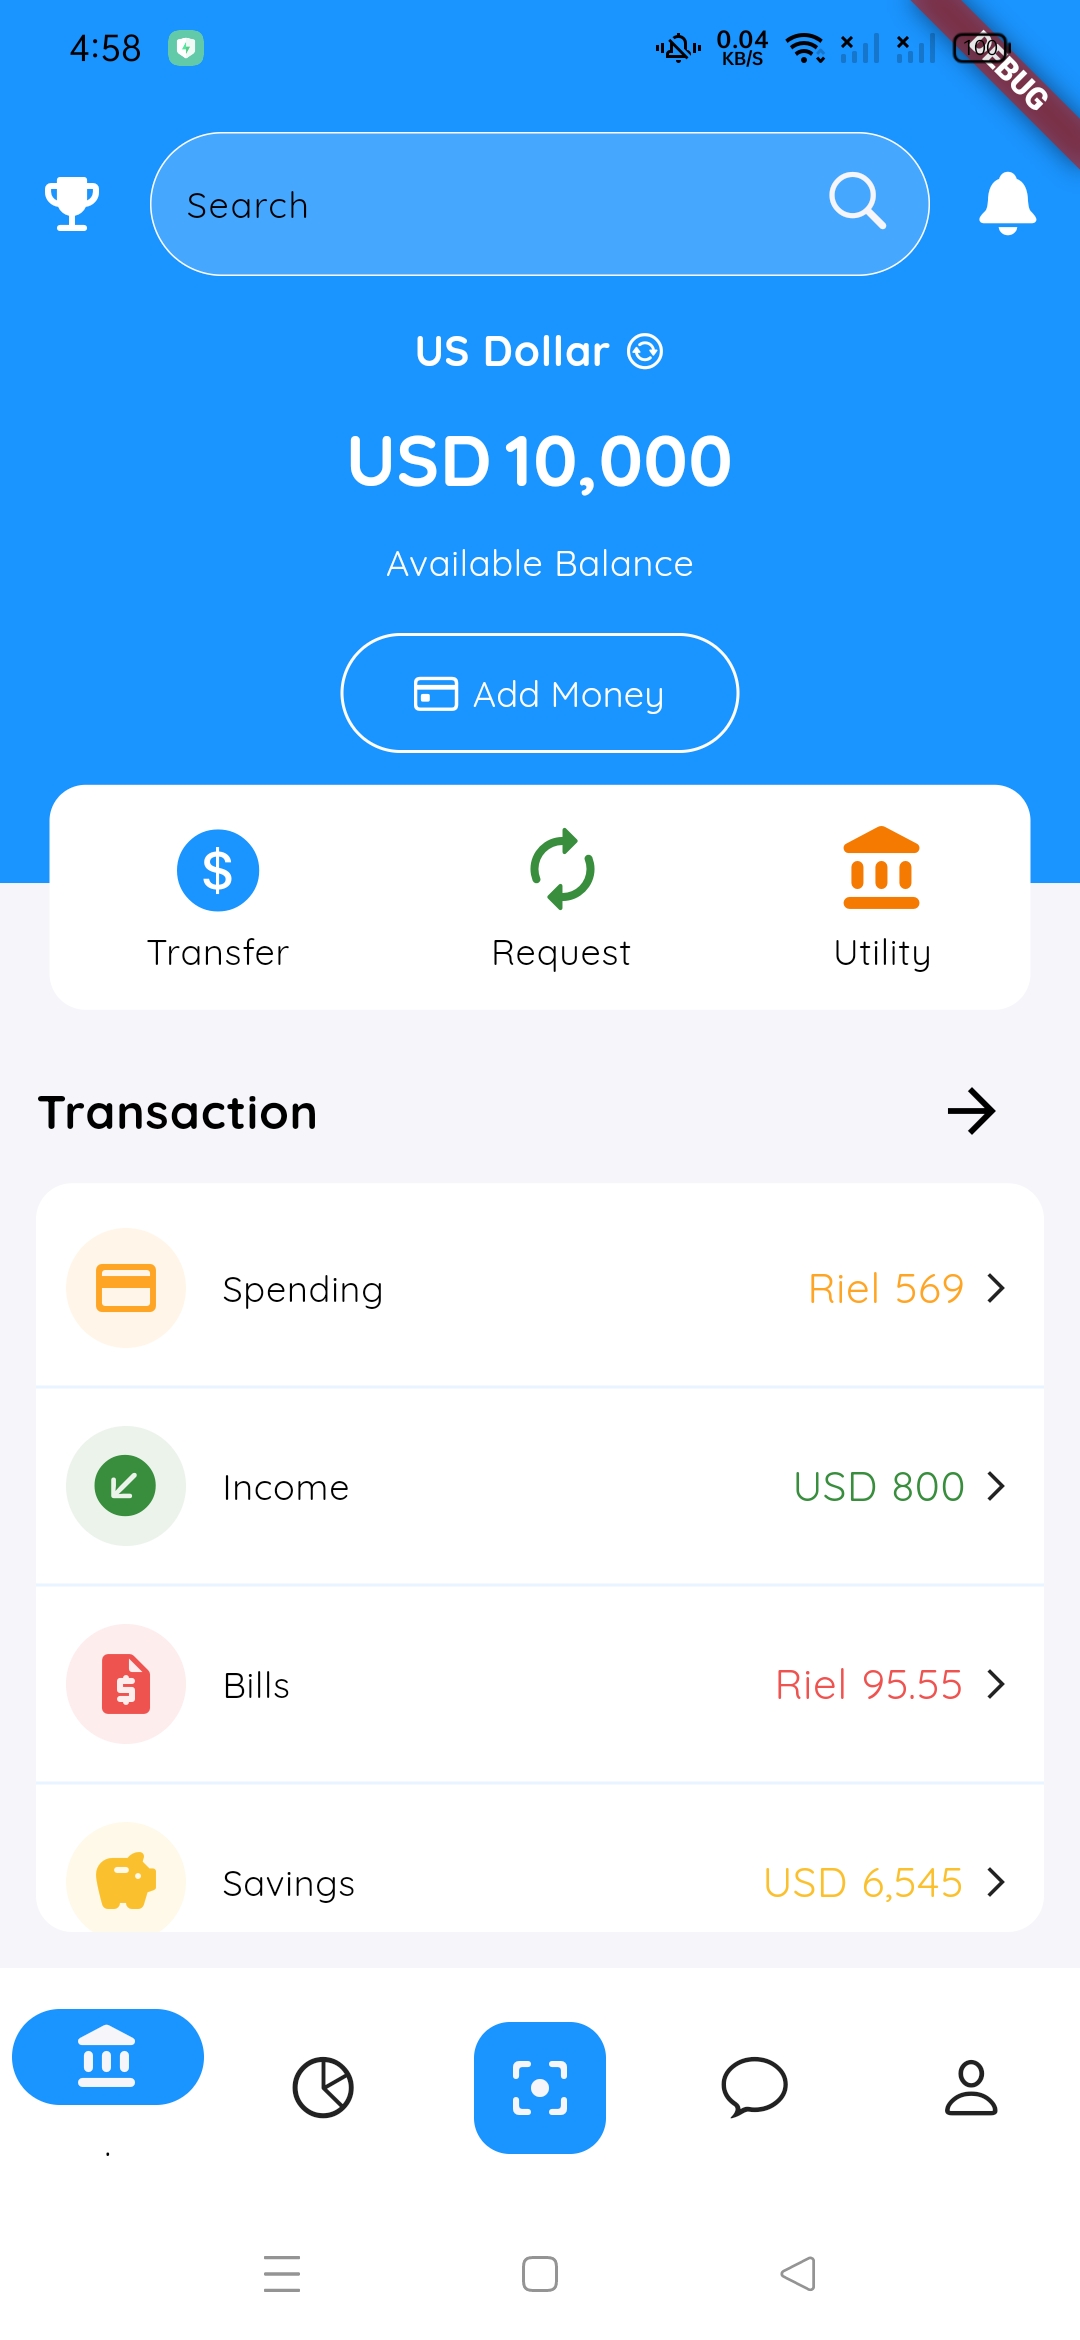 4:58
0.04
KB/S
100
DEBUG
Search
US Dollar
USD 10,000
Available Balance
Add Money
Transfer
Request
Utility
Transaction
Spending
Riel 569
Income
USD 800
Bills
Riel 95.55
Savings
USD 6,545
.